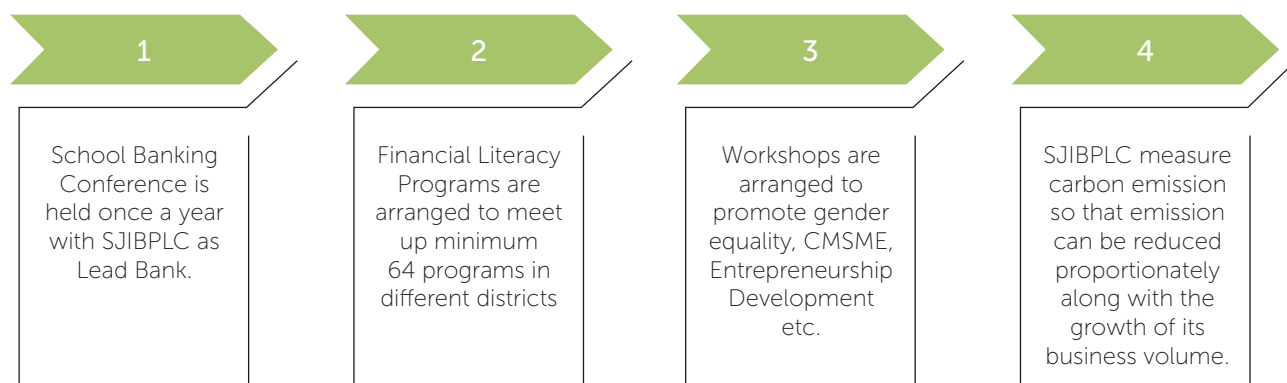 1
School Banking
Conference is
held once a year
with SJIBPLC as
Lead Bank.
2
Financial Literacy
Programs are
arranged to meet
up minimum
64 programs in
different districts
3
Workshops are
arranged to
promote gender
equality, CMSME,
Entrepreneurship
Development
etc.
4
SJIBPLC measure
carbon emission
so that emission
can be reduced
proportionately
along with the
growth of its
business volume.